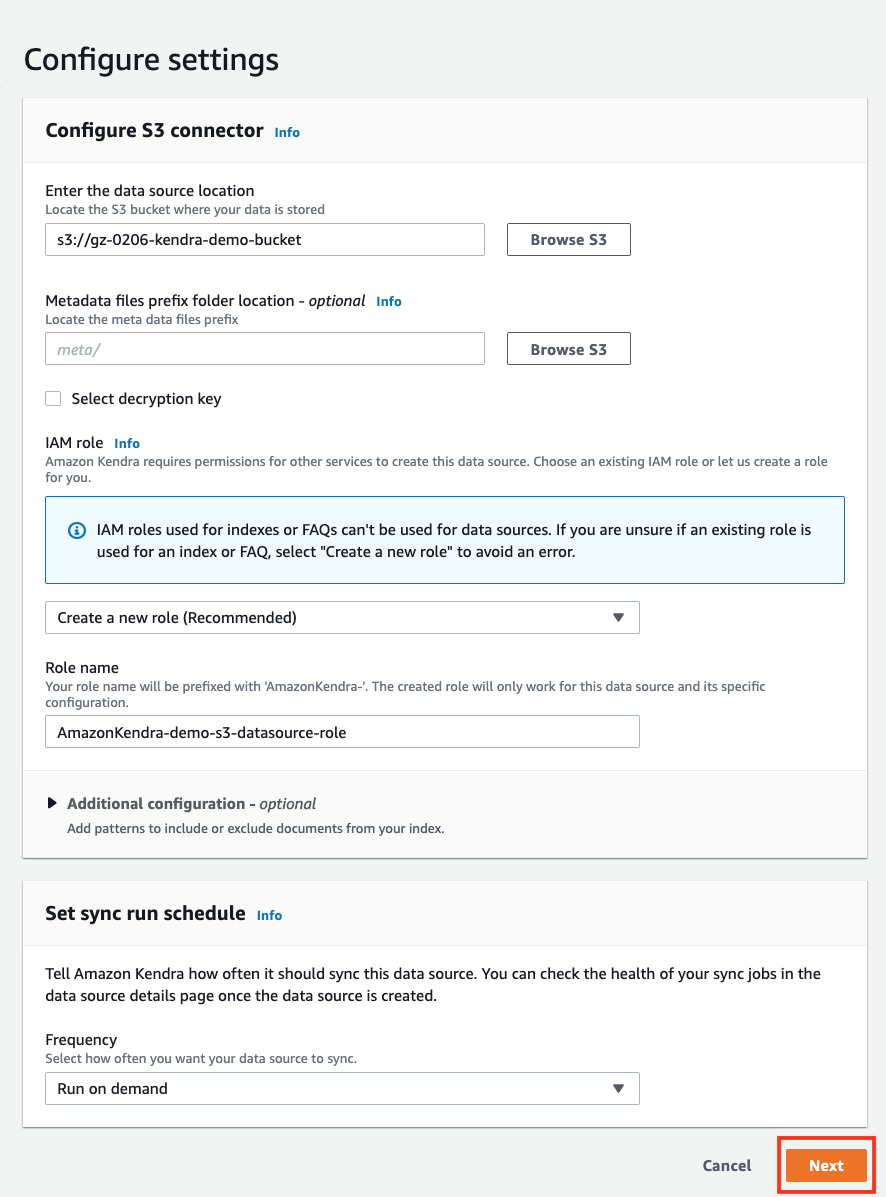 Configure settings
Configure S3 connector Info
Enter the data source location
Locate the S3 bucket where your data is stored
s3://gz-0206-kendra-demo-bucket Browse S3
Metadata files prefix folder location - optional Info
Locate the meta data files prefix
meta/ Browse S3
Select decryption key
IAM role Info
Amazon Kendra requires permissions for other services to create this data source. Choose an existing IAM role or let us create a role
for you.
IAM roles used for indexes or FAQs can't be used for data sources. If you are unsure if an existing role is
used for an index or FAQ, select "Create a new role" to avoid an error.
Create a new role (Recommended)
Role name
Your role name will be prefixed with 'AmazonKendra-'. The created role will only work for this data source and its specific
configuration.
AmazonKendra-demo-s3-datasource-role
Additional configuration - optional
Add patterns to include or exclude documents from your index.
Set sync run schedule Info
Tell Amazon Kendra how often it should sync this data source. You can check the health of your sync jobs in the
data source details page once the data source is created.
Frequency
Select how often you want your data source to sync.
Run on demand
Cancel Next